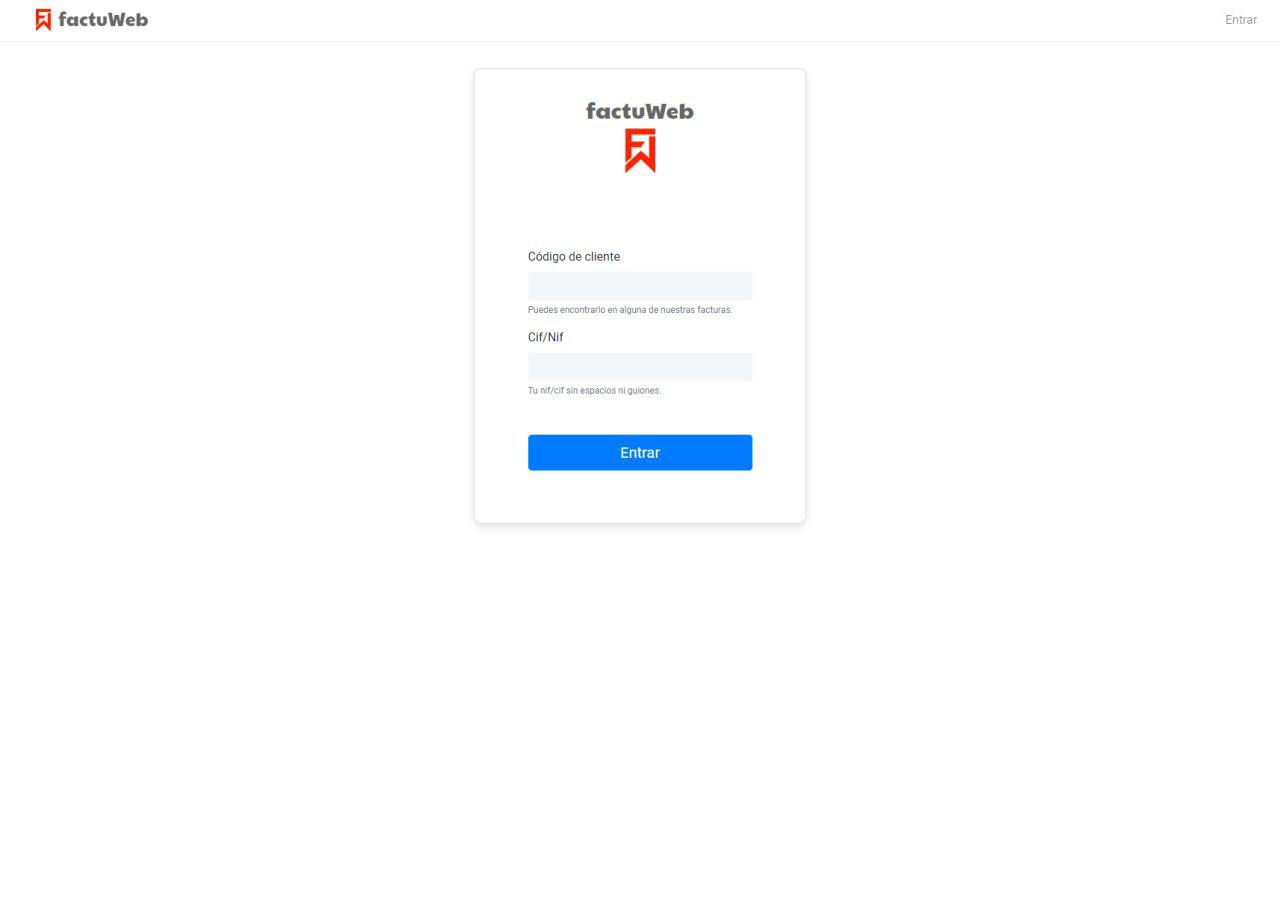 factuWeb
Entrar
factuWeb
Código de cliente
Puedes encontrarlo en alguna de nuestras facturas.
Cif/Nif
Tu nif/cif sin espacios ni guiones.
Entrar